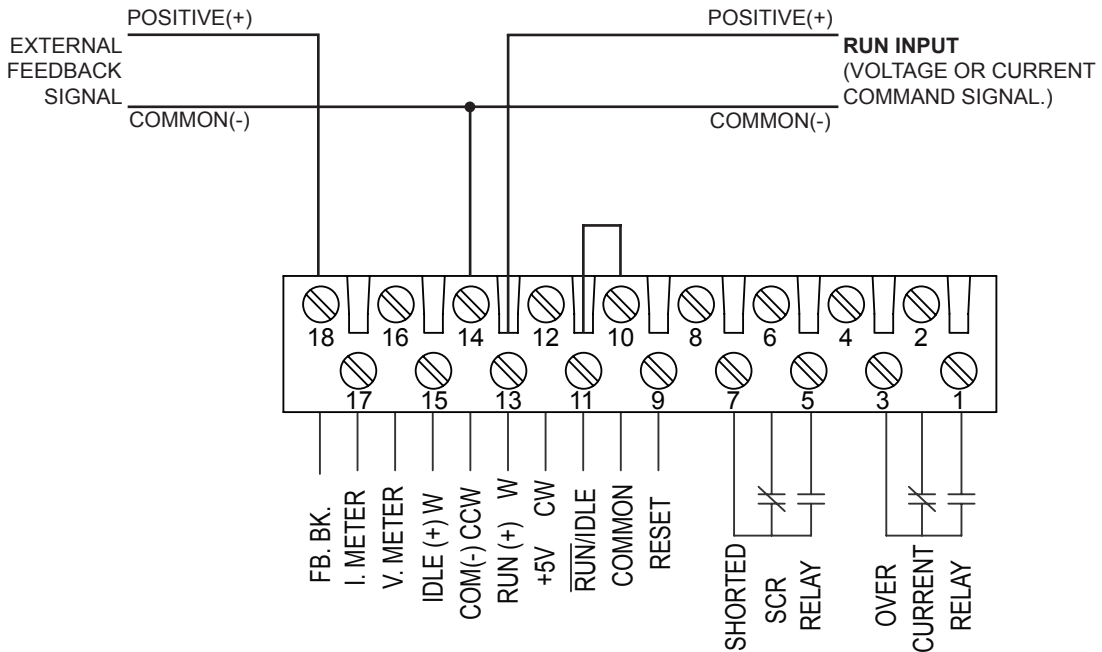 POSITIVE(+)
EXTERNAL
FEEDBACK
SIGNAL
COMMON(-)
POSITIVE(+)
RUN INPUT
(VOLTAGE OR CURRENT
COMMAND SIGNAL.)
COMMON(-)
18 16 14 12 10 8 6 4 2
17 15 13 11 9 7 5 3 1
FB. BK.
I. METER
V. METER
IDLE (+) W
COM(-) CCW
RUN (+) W
+5V CW
RUN/IDLE
COMMON
RESET
SHORTED
SCR
RELAY
OVER
CURRENT
RELAY